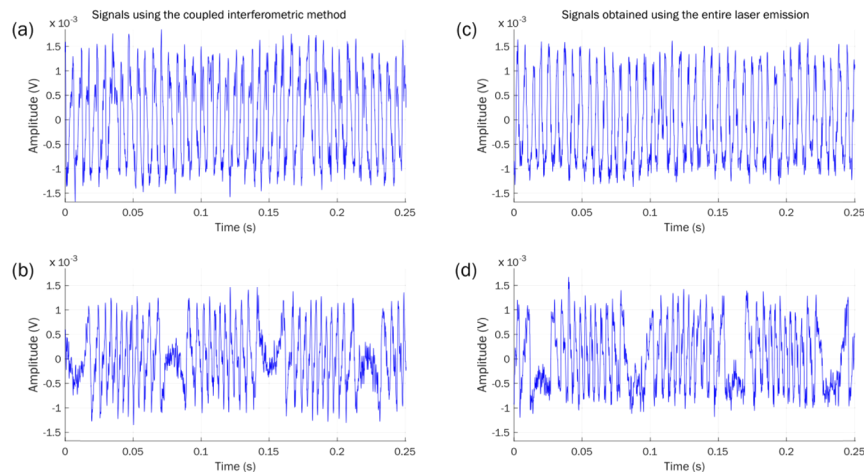 Signals using the coupled interferometric method
Signals obtained using the entire laser emission
(a)
x 10⁻³
1.5
1
0.5
0
-0.5
-1
-1.5
Amplitude (V)
0 0.05 0.1 0.15 0.2 0.25
Time (s)
(c)
x 10⁻³
1.5
1
0.5
0
-0.5
-1
-1.5
Amplitude (V)
0 0.05 0.1 0.15 0.2 0.25
Time (s)
(b)
x 10⁻³
1.5
1
0.5
0
-0.5
-1
-1.5
Amplitude (V)
0 0.05 0.1 0.15 0.2 0.25
Time (s)
(d)
x 10⁻³
1.5
1
0.5
0
-0.5
-1
-1.5
Amplitude (V)
0 0.05 0.1 0.15 0.2 0.25
Time (s)